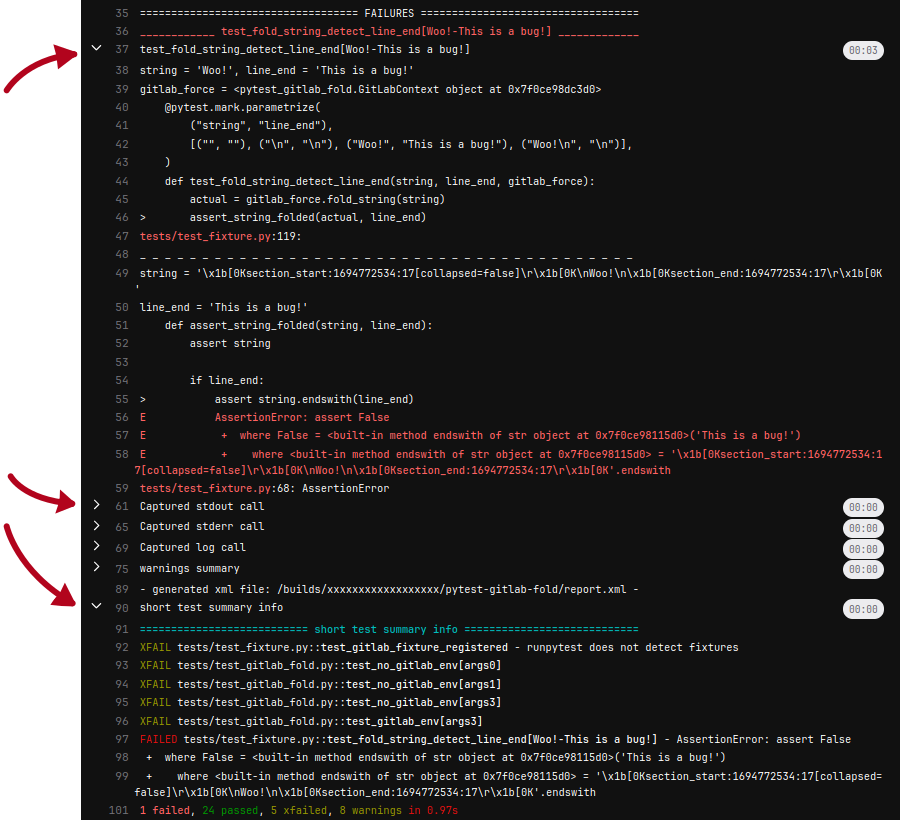 35 =================================== FAILURES ===================================
36 ____________ test_fold_string_detect_line_end[Woo!-This is a bug!] _____________
37 test_fold_string_detect_line_end[Woo!-This is a bug!] 00:03
38 string = 'Woo!', line_end = 'This is a bug!'
39 gitlab_force = <pytest_gitlab_fold.GitLabContext object at 0x7f0ce98dc3d0>
40     @pytest.mark.parametrize(
41         ("string", "line_end"),
42         [("", ""), ("\n", "\n"), ("Woo!", "This is a bug!"), ("Woo!\n", "\n")],
43     )
44     def test_fold_string_detect_line_end(string, line_end, gitlab_force):
45         actual = gitlab_force.fold_string(string)
46 >       assert_string_folded(actual, line_end)
47 tests/test_fixture.py:119:
48 _ _ _ _ _ _ _ _ _ _ _ _ _ _ _ _ _ _ _ _ _ _ _ _ _ _ _ _ _ _ _ _ _ _ _ _ _ _ _ _
49 string = '\x1b[0Ksection_start:1694772534:17[collapsed=false]\r\x1b[0K\nWoo!\n\x1b[0Ksection_end:1694772534:17\r\x1b[0K
'
50 line_end = 'This is a bug!'
51     def assert_string_folded(string, line_end):
52         assert string
53
54         if line_end:
55 >           assert string.endswith(line_end)
56 E           AssertionError: assert False
57 E            +  where False = <built-in method endswith of str object at 0x7f0ce98115d0>('This is a bug!')
58 E            +    where <built-in method endswith of str object at 0x7f0ce98115d0> = '\x1b[0Ksection_start:1694772534:1
7[collapsed=false]\r\x1b[0K\nWoo!\n\x1b[0Ksection_end:1694772534:17\r\x1b[0K'.endswith
59 tests/test_fixture.py:68: AssertionError
61 Captured stdout call 00:00
65 Captured stderr call 00:00
69 Captured log call 00:00
75 warnings summary 00:00
89 - generated xml file: /builds/xxxxxxxxxxxxxxxxxx/pytest-gitlab-fold/report.xml -
90 short test summary info 00:00
91 =========================== short test summary info ============================
92 XFAIL tests/test_fixture.py::test_gitlab_fixture_registered - runpytest does not detect fixtures
93 XFAIL tests/test_gitlab_fold.py::test_no_gitlab_env[args0]
94 XFAIL tests/test_gitlab_fold.py::test_no_gitlab_env[args1]
95 XFAIL tests/test_gitlab_fold.py::test_no_gitlab_env[args3]
96 XFAIL tests/test_gitlab_fold.py::test_gitlab_env[args3]
97 FAILED tests/test_fixture.py::test_fold_string_detect_line_end[Woo!-This is a bug!] - AssertionError: assert False
98  +  where False = <built-in method endswith of str object at 0x7f0ce98115d0>('This is a bug!')
99  +    where <built-in method endswith of str object at 0x7f0ce98115d0> = '\x1b[0Ksection_start:1694772534:17[collapsed=
false]\r\x1b[0K\nWoo!\n\x1b[0Ksection_end:1694772534:17\r\x1b[0K'.endswith
101 1 failed, 24 passed, 5 xfailed, 8 warnings in 0.97s